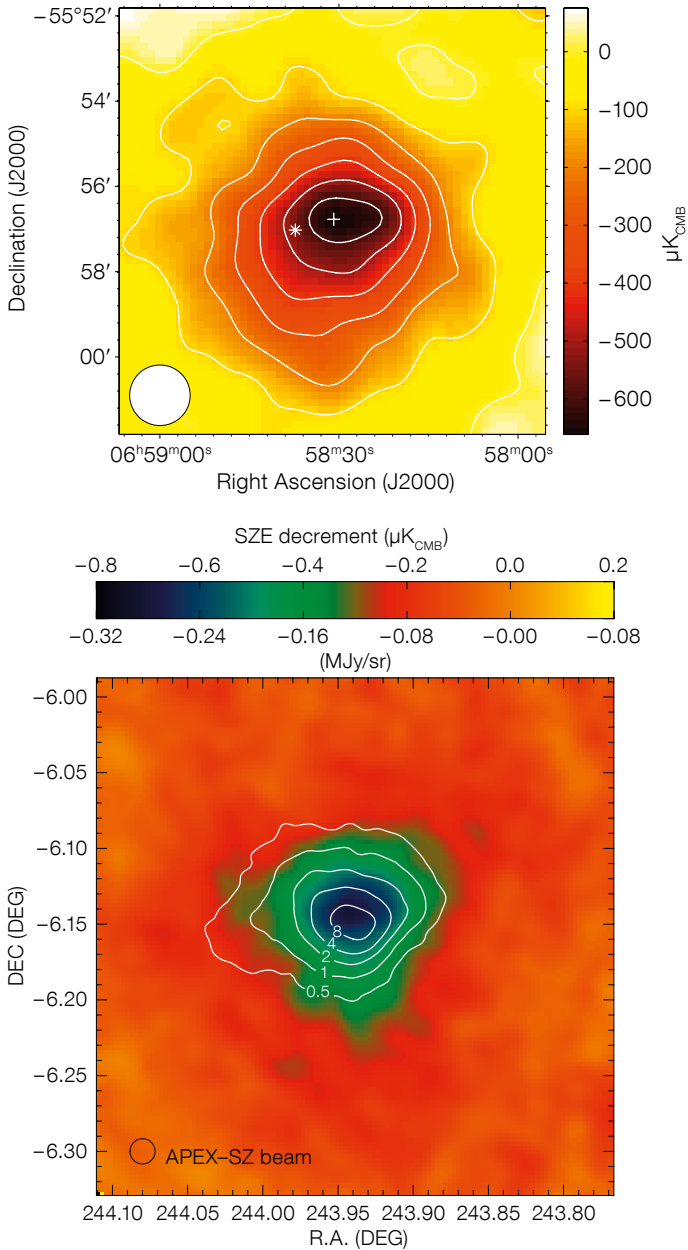 −55°52′
54′
56′
58′
00′
Declination (J2000)
06ʰ59ᵐ00ˢ
58ᵐ30ˢ
58ᵐ00ˢ
Right Ascension (J2000)
0
−100
−200
−300
−400
−500
−600
μK_CMB
SZE decrement (μK_CMB)
−0.8 −0.6 −0.4 −0.2 0.0 0.2
−0.32 −0.24 −0.16 −0.08 −0.00 −0.08
(MJy/sr)
−6.00
−6.05
−6.10
−6.15
−6.20
−6.25
−6.30
DEC (DEG)
8
4
2
1
0.5
APEX−SZ beam
244.10 244.05 244.00 243.95 243.90 243.85 243.80
R.A. (DEG)